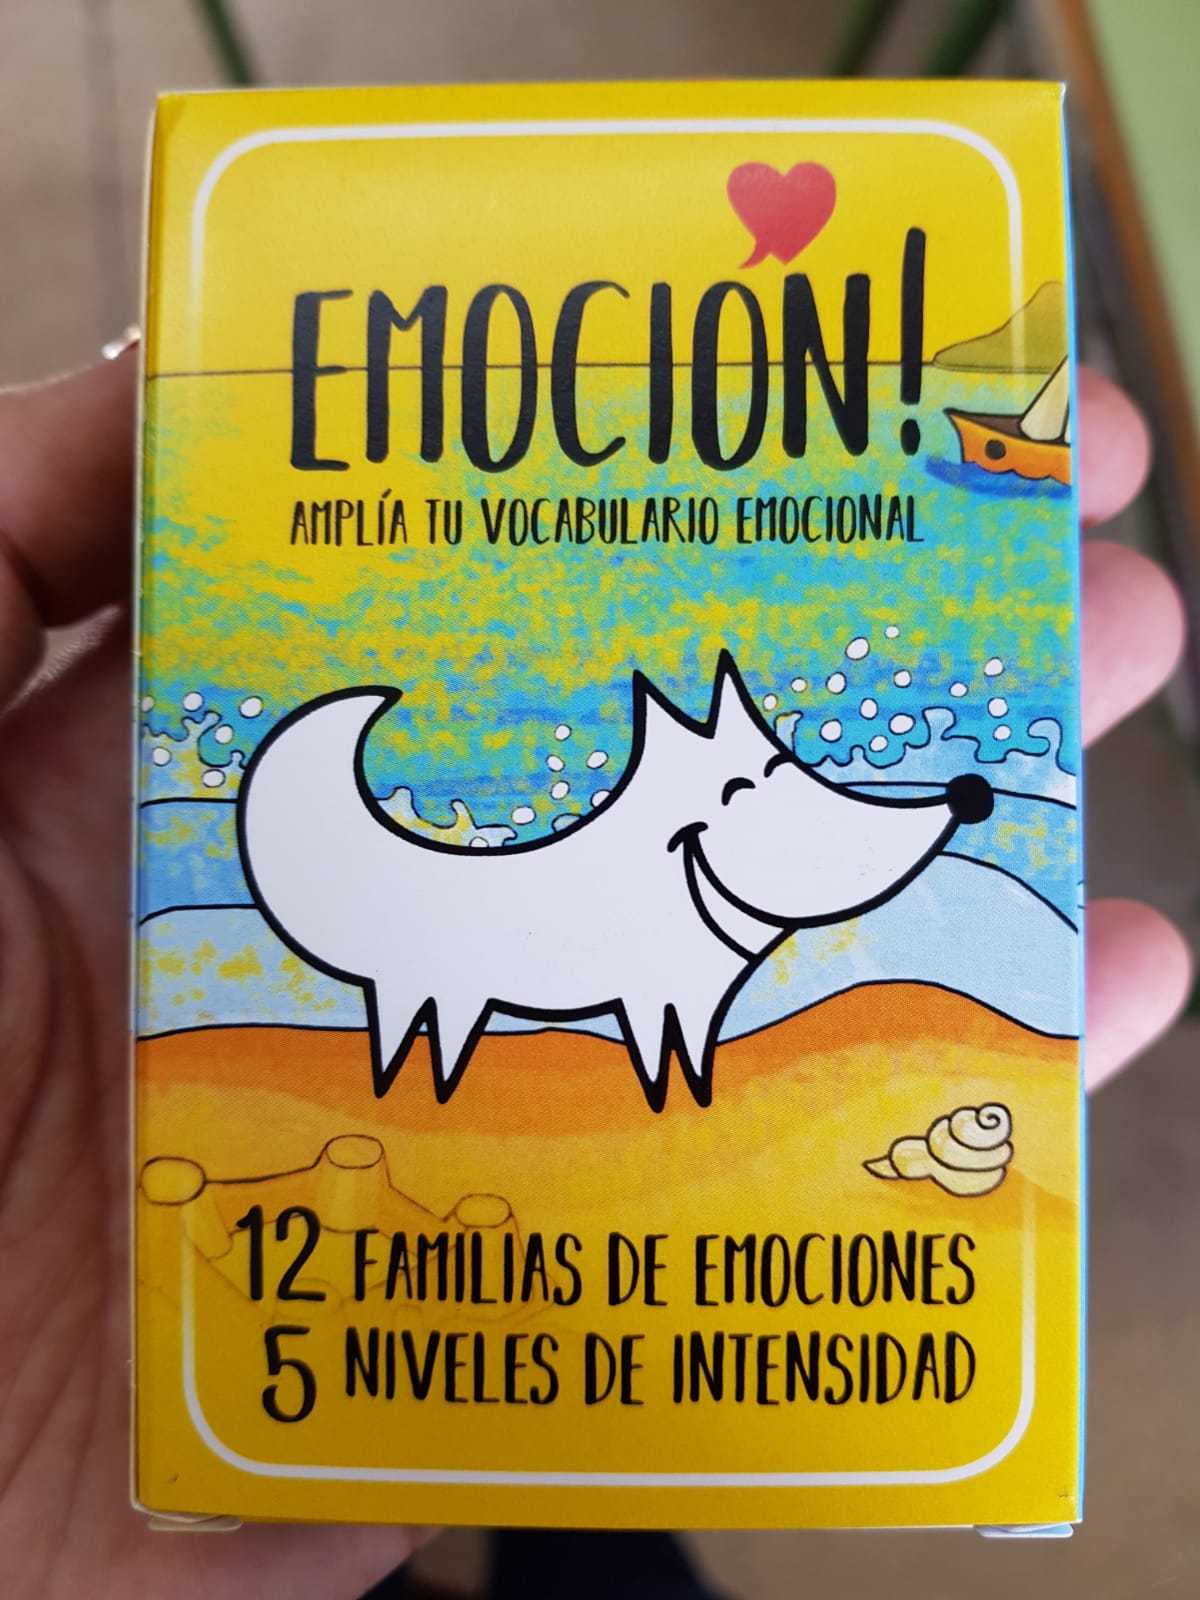 EMOCIÓN!
AMPLÍA TU VOCABULARIO EMOCIONAL
12 FAMILIAS DE EMOCIONES
5 NIVELES DE INTENSIDAD